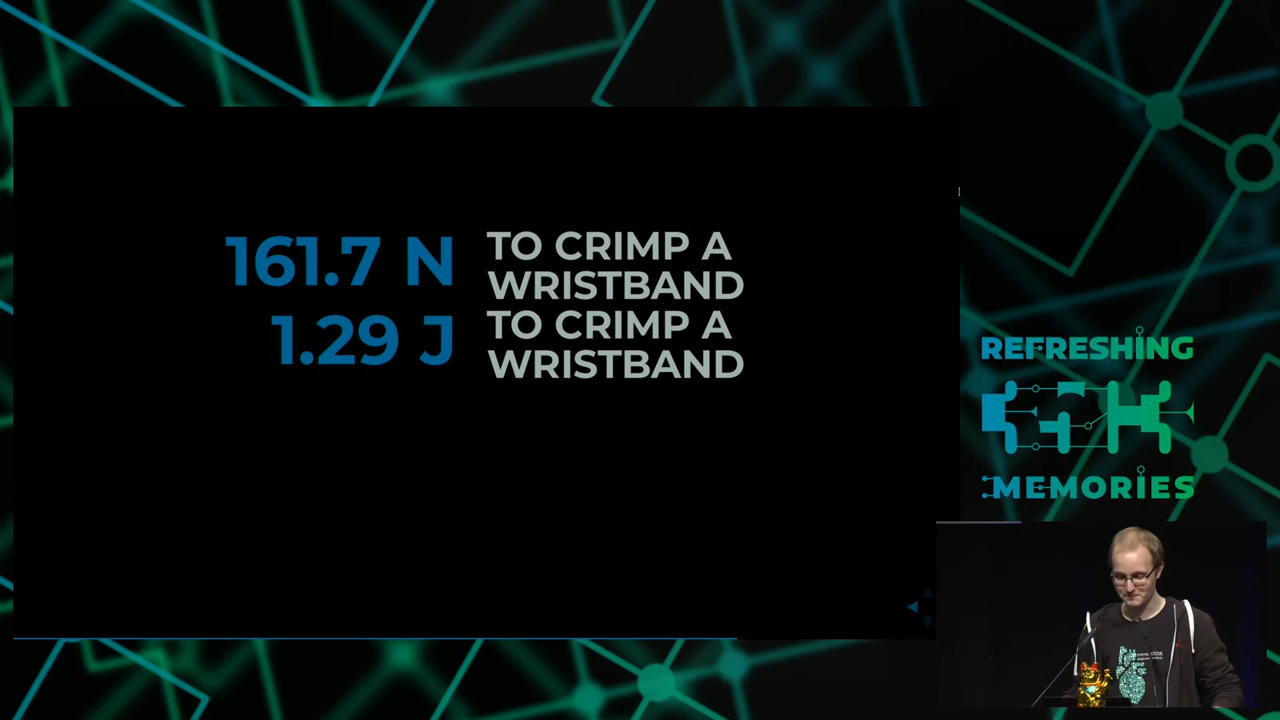 161.7 N
TO CRIMP A
WRISTBAND
1.29 J
TO CRIMP A
WRISTBAND
REFRESHING
MEMORIES